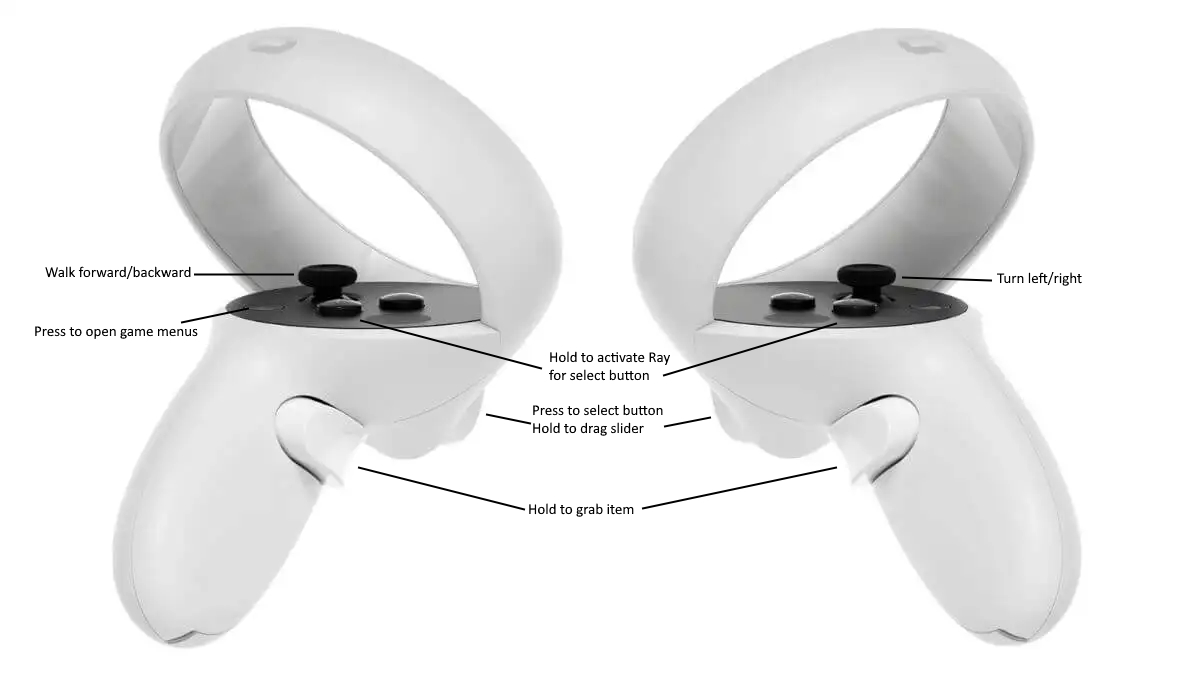 Walk forward/backward
Turn left/right
Press to open game menus
Hold to activate Ray
for select button
Press to select button
Hold to drag slider
Hold to grab item